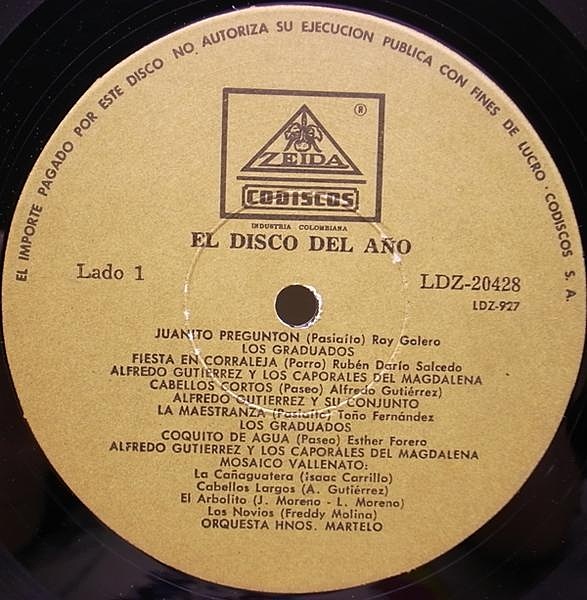 EL IMPORTE PAGADO POR ESTE DISCO NO AUTORIZA SU EJECUCION PUBLICA CON FINES DE LUCRO · CODISCOS S. A.
®
ZEIDA
CODISCOS
INDUSTRIA COLOMBIANA
EL DISCO DEL AÑO
Lado 1
LDZ-20428
LDZ-927
JUANITO PREGUNTON (Pasiaíto) Roy Golero
LOS GRADUADOS
FIESTA EN CORRALEJA (Porro) Rubén Darío Salcedo
ALFREDO GUTIERREZ Y LOS CAPORALES DEL MAGDALENA
CABELLOS CORTOS (Paseo) Alfredo Gutiérrez
ALFREDO GUTIERREZ Y SU CONJUNTO
LA MAESTRANZA (Pasiaíto) Toño Fernández
LOS GRADUADOS
COQUITO DE AGUA (Paseo) Esther Forero
ALFREDO GUTIERREZ Y LOS CAPORALES DEL MAGDALENA
MOSAICO VALLENATO:
La Cañaguatera (isaac Carrillo)
Cabellos Largos (A. Gutiérrez)
El Arbolito (J. Moreno - L. Moreno)
Los Novios (Freddy Molina)
ORQUESTA HNOS. MARTELO